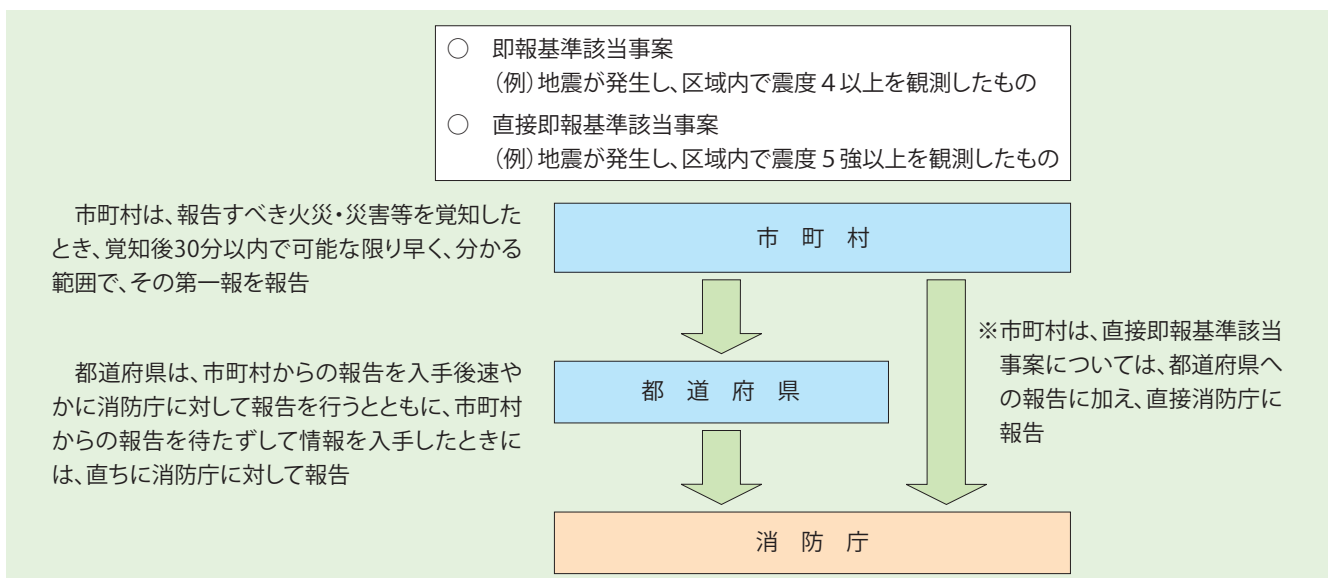 ○ 即報基準該当事案
(例)地震が発生し、区域内で震度4以上を観測したもの
○ 直接即報基準該当事案
(例)地震が発生し、区域内で震度5強以上を観測したもの
市町村は、報告すべき火災・災害等を覚知した
とき、覚知後30分以内で可能な限り早く、分かる
範囲で、その第一報を報告
市 町 村
※市町村は、直接即報基準該当
事案については、都道府県へ
の報告に加え、直接消防庁に
報告
都道府県は、市町村からの報告を入手後速や
かに消防庁に対して報告を行うとともに、市町村
からの報告を待たずして情報を入手したときに
は、直ちに消防庁に対して報告
都 道 府 県
消 防 庁